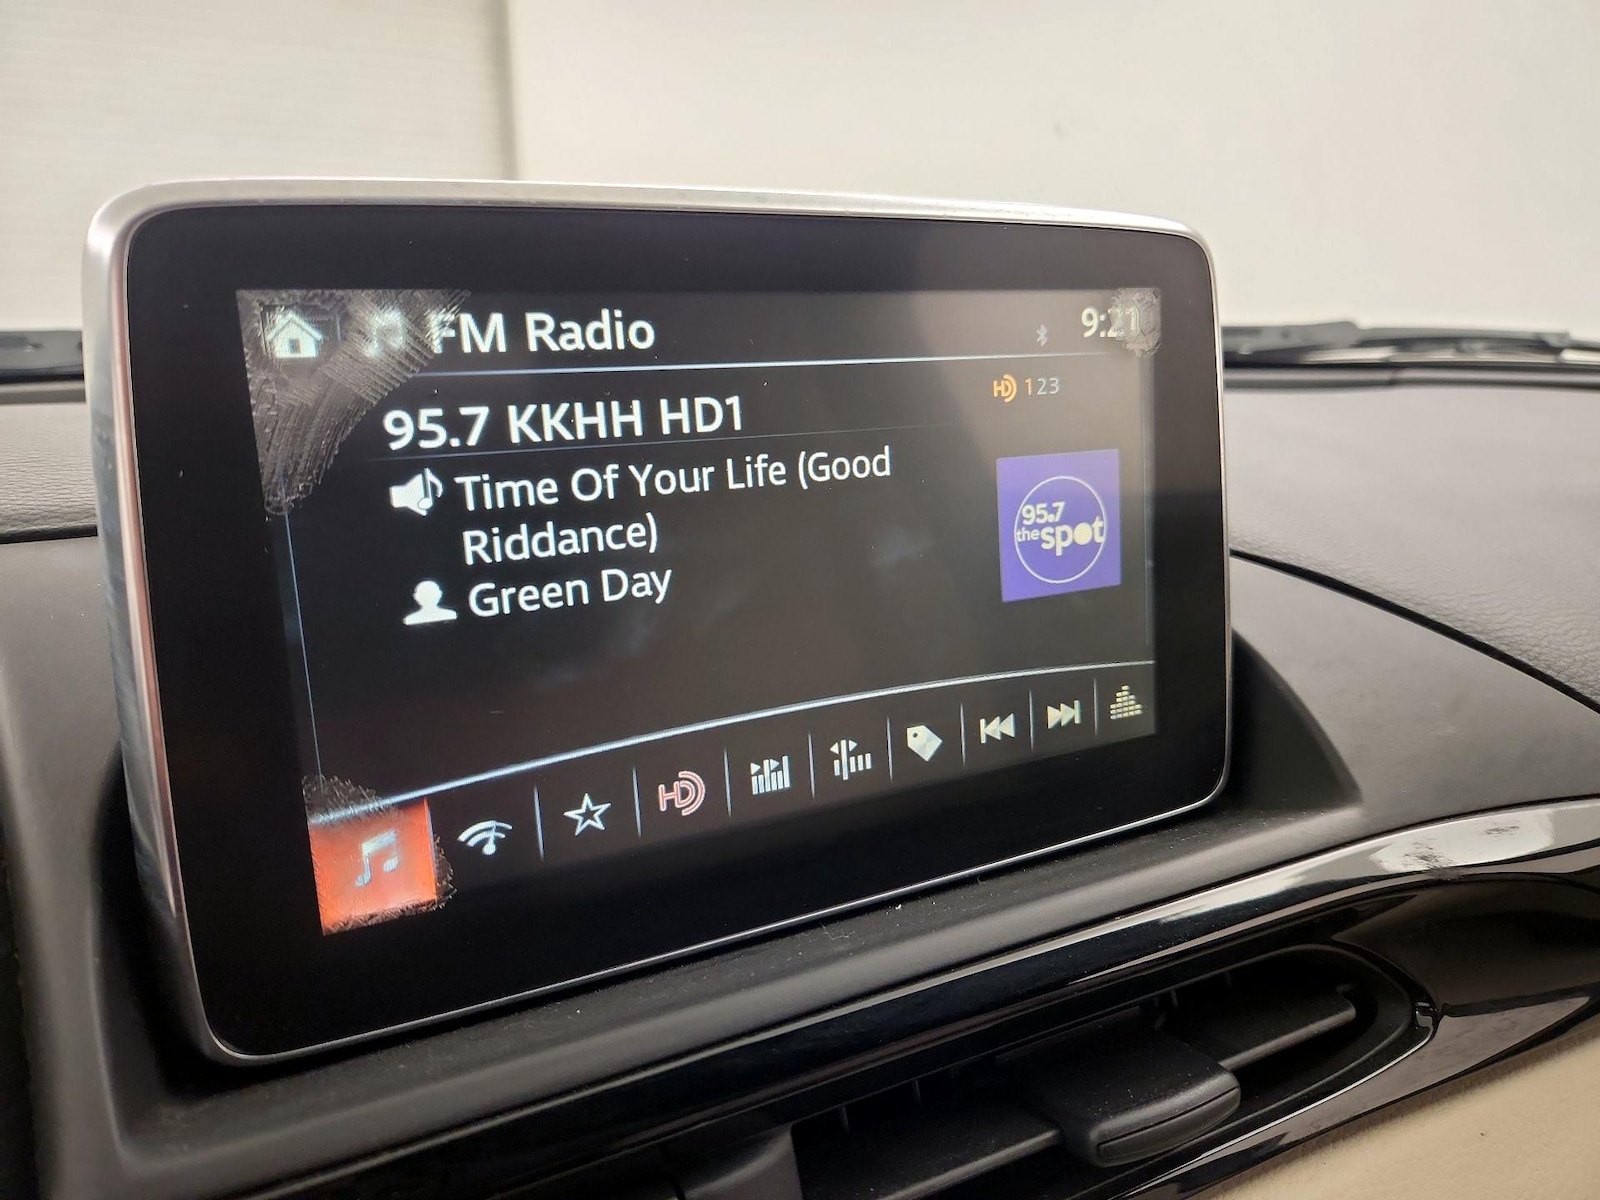 FM Radio
9:21
HD 123
95.7 KKHH HD1
Time Of Your Life (Good
Riddance)
Green Day
95.7
the spot
HD